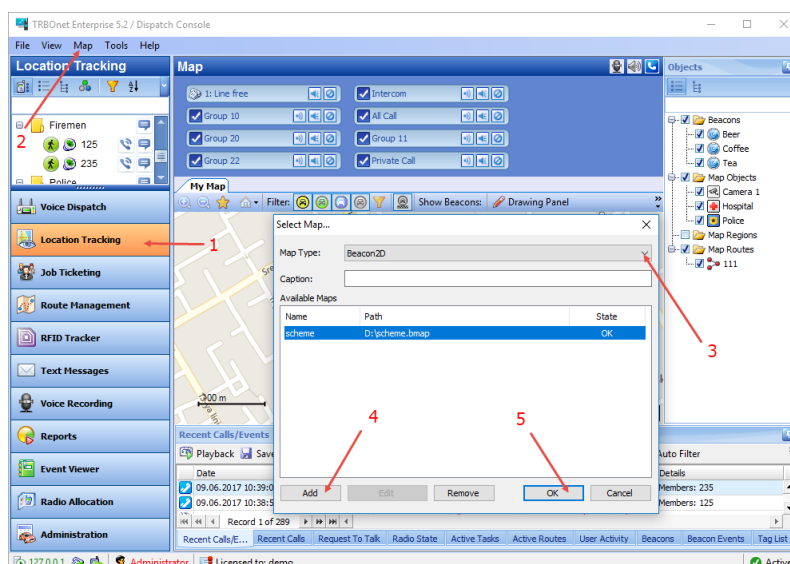 TRBOnet Enterprise 5.2 / Dispatch Console
File View Map Tools Help
Location Tracking
Map
Objects
1: Line free
Intercom
Group 10
All Call
Group 20
Group 11
Group 22
Private Call
Firemen
125
235
Police
2
My Map
Filter:
Show Beacons:
Drawing Panel
»
Beacons
Beer
Coffee
Tea
Map Objects
Camera 1
Hospital
Police
Map Regions
Map Routes
111
Voice Dispatch
Location Tracking
Job Ticketing
Route Management
RFID Tracker
Text Messages
Voice Recording
Reports
Event Viewer
Radio Allocation
Administration
1
Select Map...
Map Type:
Beacon2D
Caption:
Available Maps
Name Path State
scheme D:\scheme.bmap OK
3
4
5
Add Edit Remove OK Cancel
300 m
Recent Calls/Events
Playback Save
Auto Filter
Date
Details
09.06.2017 10:39:0
Members: 235
09.06.2017 10:38:5
Members: 125
Record 1 of 289
Recent Calls/E... Recent Calls Request To Talk Radio State Active Tasks Active Routes User Activity Beacons Beacon Events Tag List
127.0.0.1 Administrator Licensed to: demo Active